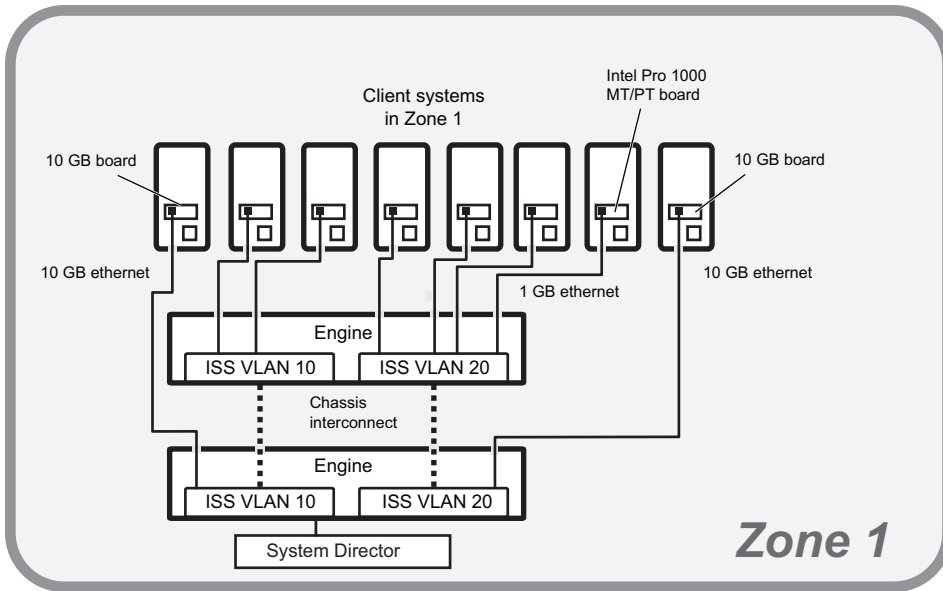 Intel Pro 1000
MT/PT board
Client systems
in Zone 1
10 GB board
10 GB board
10 GB ethernet
10 GB ethernet
1 GB ethernet
Engine
ISS VLAN 10
ISS VLAN 20
Chassis
interconnect
Engine
ISS VLAN 10
ISS VLAN 20
System Director
Zone 1